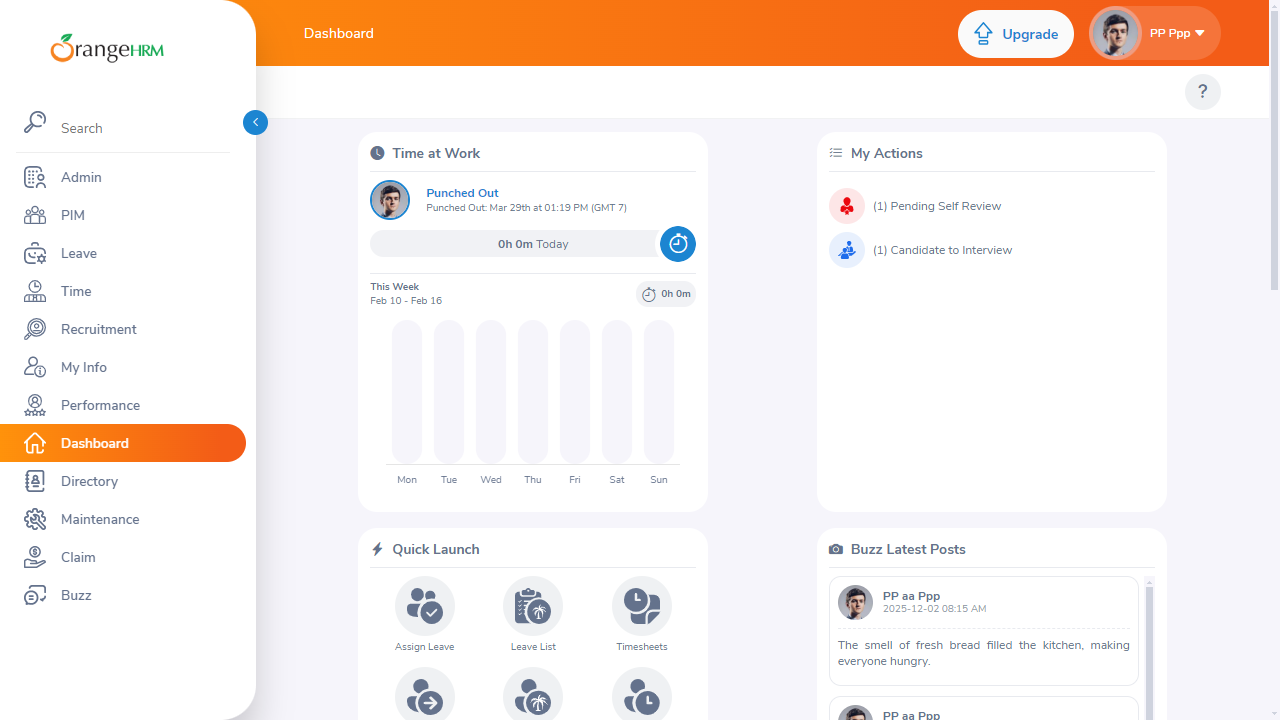 OrangeHRM
Search
Admin
PIM
Leave
Time
Recruitment
My Info
Performance
Dashboard
Directory
Maintenance
Claim
Buzz
Dashboard
Upgrade
PP Ppp
?
Time at Work
Punched Out
Punched Out: Mar 29th at 01:19 PM (GMT 7)
0h 0m Today
This Week
Feb 10 - Feb 16
0h 0m
Mon Tue Wed Thu Fri Sat Sun
My Actions
(1) Pending Self Review
(1) Candidate to Interview
Quick Launch
Assign Leave Leave List Timesheets
Buzz Latest Posts
PP aa Ppp
2025-12-02 08:15 AM
The smell of fresh bread filled the kitchen, making
everyone hungry.
PP aa Ppp